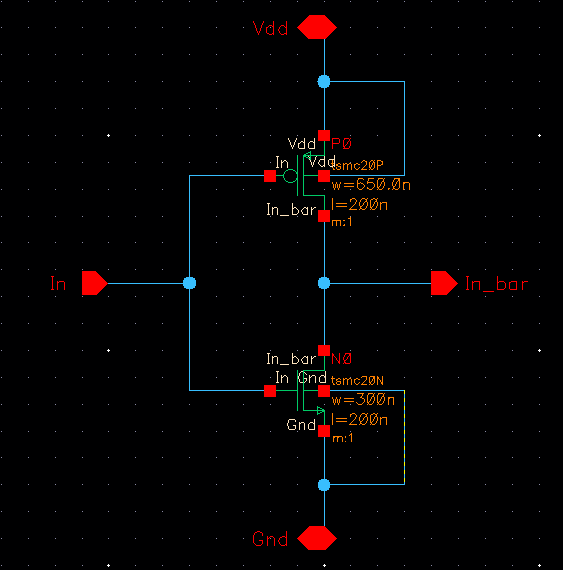 Vdd
Vdd P0
In Vdd tsmc20P
w=650.0n
In_bar l=200n
m:1
In In_bar
In_bar N0
In Gnd tsmc20N
w=300n
Gnd l=200n
m:1
Gnd